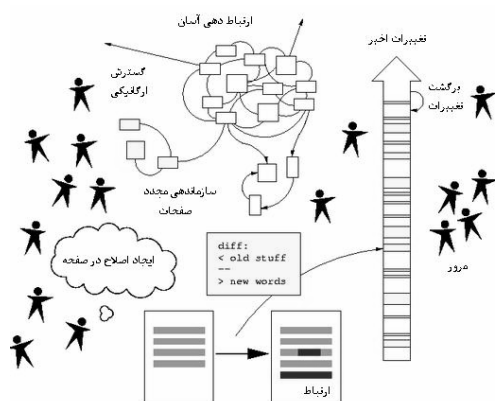 ارتباط دهی آسان
تغییرات اخیر
گسترش
ارگانیکی
برگشت
تغییرات
سازماندهی مجدد
صفحات
مرور
ایجاد اصلاح در صفحه
diff:
< old stuff
--
> new words
ارتباط